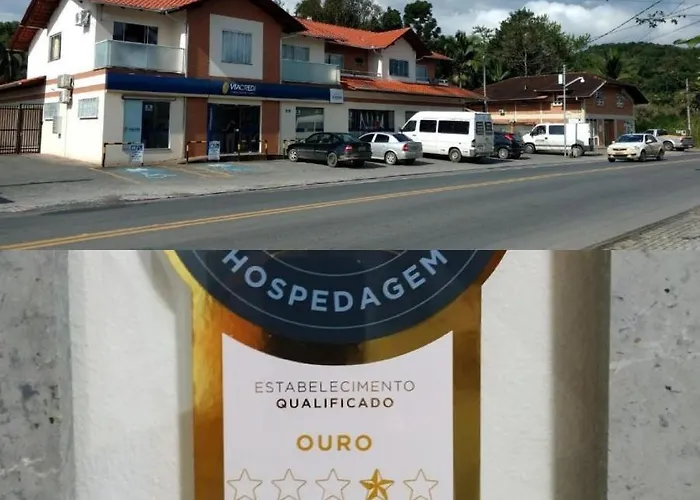 VIACREDI
HOSPEDAGEM
ESTABELECIMENTO
QUALIFICADO
OURO